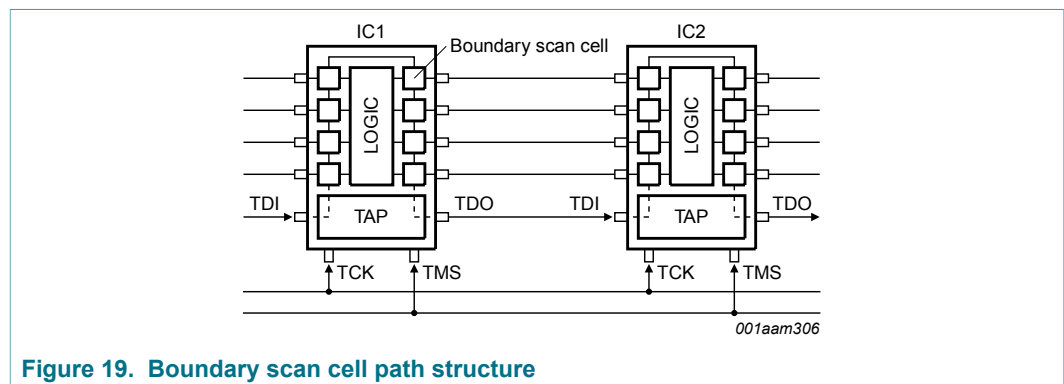 IC1
IC2
Boundary scan cell
LOGIC
LOGIC
TDI
TAP
TDO
TDI
TAP
TDO
TCK
TMS
TCK
TMS
001aam306
Figure 19. Boundary scan cell path structure